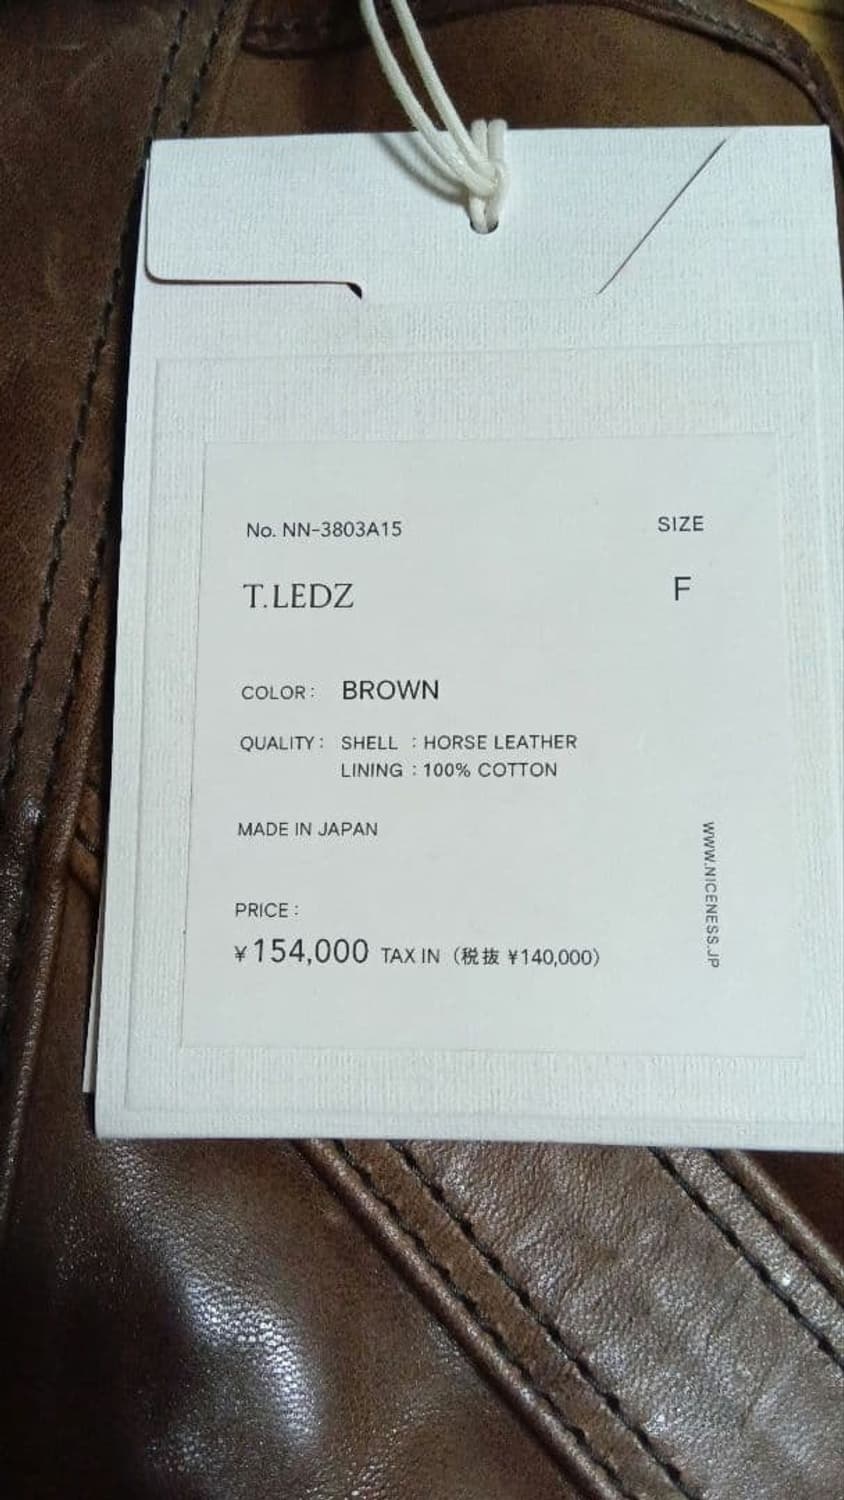 No. NN-3803A15
SIZE
T.LEDZ
F
COLOR : BROWN
QUALITY : SHELL : HORSE LEATHER
LINING : 100% COTTON
MADE IN JAPAN
PRICE :
¥154,000 TAX IN (税抜 ¥140,000)
WWW.NICENESS.JP